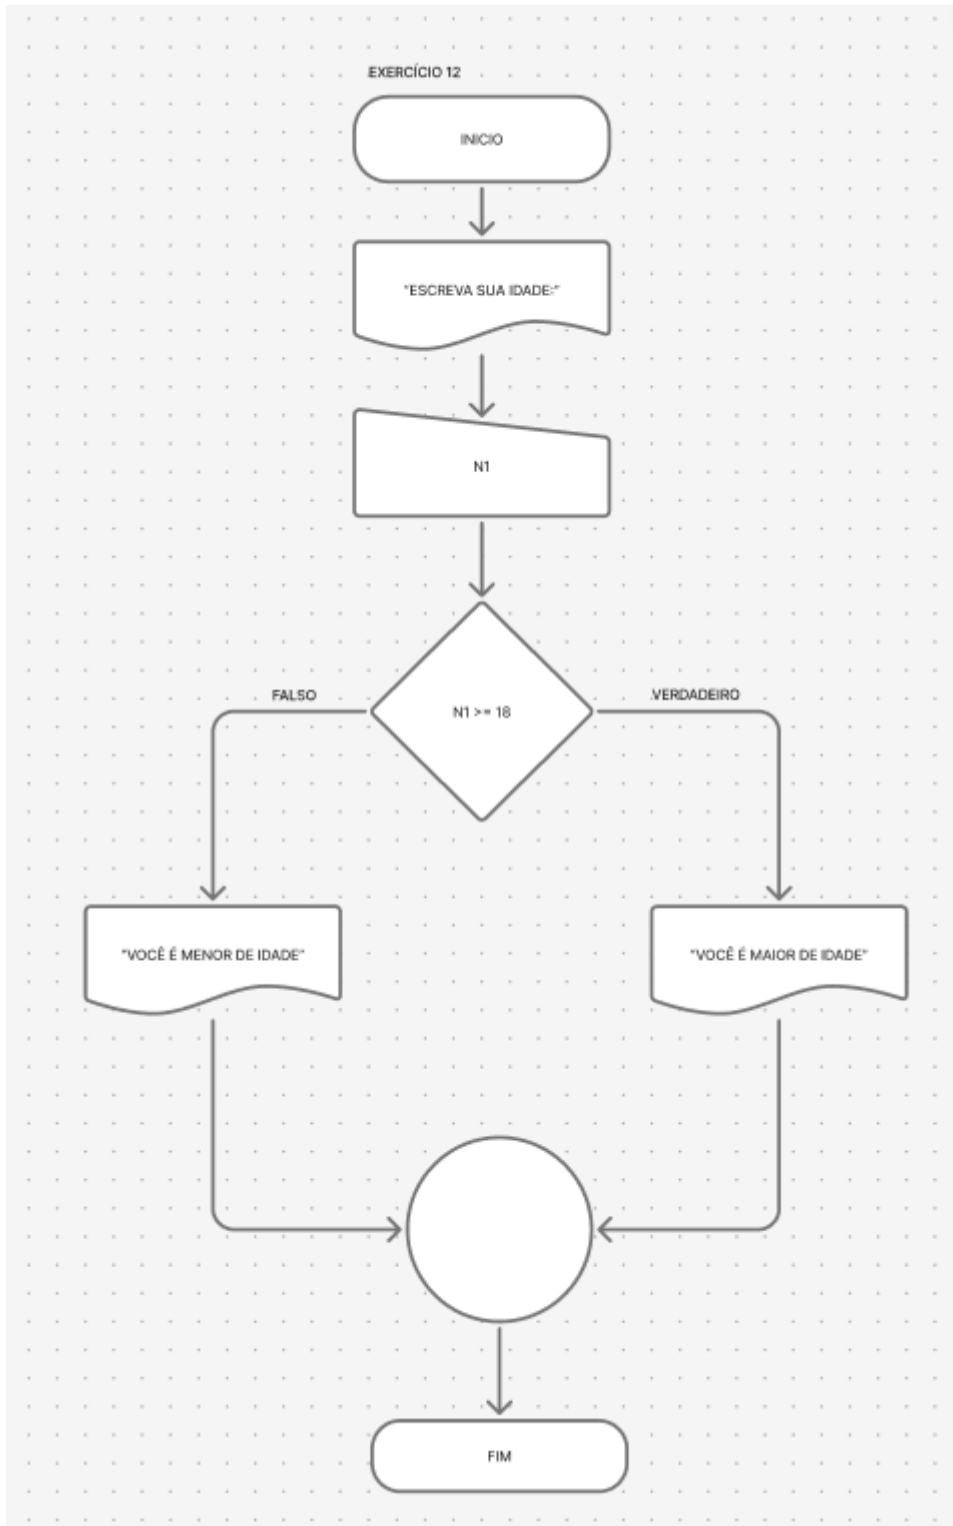 EXERCÍCIO 12
INICIO
"ESCREVA SUA IDADE:"
N1
FALSO
N1 >= 18
VERDADEIRO
"VOCÊ É MENOR DE IDADE"
"VOCÊ É MAIOR DE IDADE"
FIM